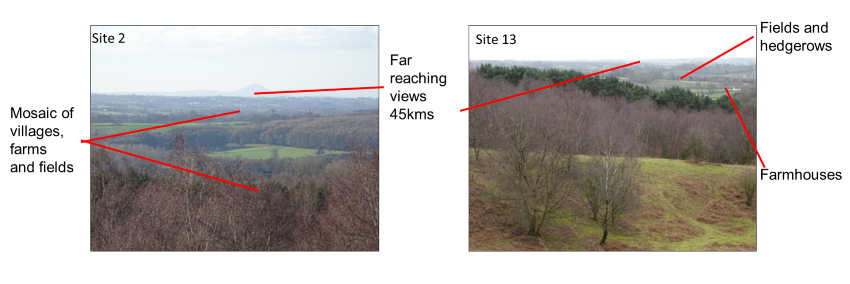 Site 2
Mosaic of
villages,
farms
and fields
Far
reaching
views
45kms
Site 13
Fields and
hedgerows
Farmhouses